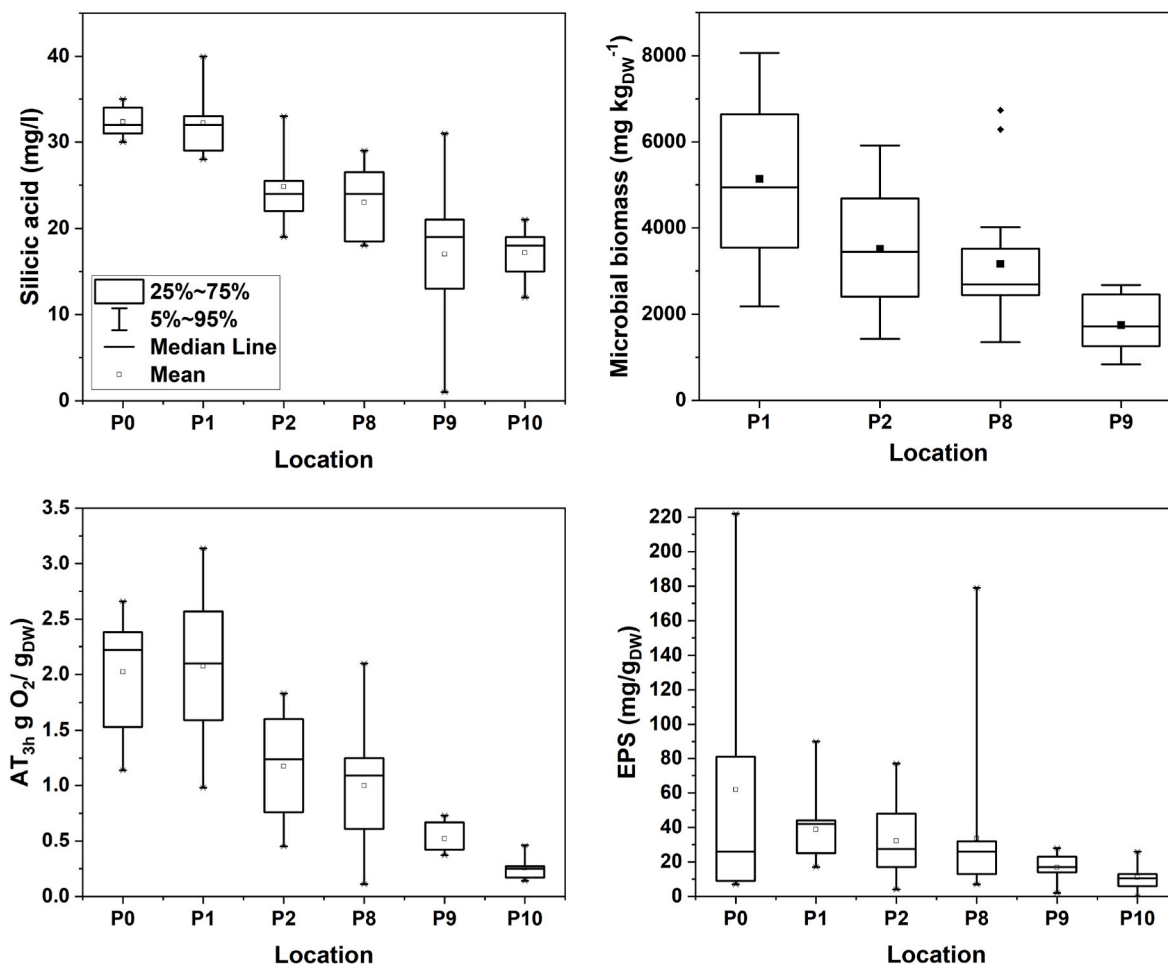 Silicic acid (mg/l)
40
30
20
10
0
25%~75%
5%~95%
Median Line
Mean
P0 P1 P2 P8 P9 P10
Location
Microbial biomass (mg kg_DW⁻¹)
8000
6000
4000
2000
0
P1 P2 P8 P9
Location
AT₃ₕ g O₂/ g_DW
3.5
3.0
2.5
2.0
1.5
1.0
0.5
0.0
P0 P1 P2 P8 P9 P10
Location
EPS (mg/g_DW)
220
200
180
160
140
120
100
80
60
40
20
0
P0 P1 P2 P8 P9 P10
Location